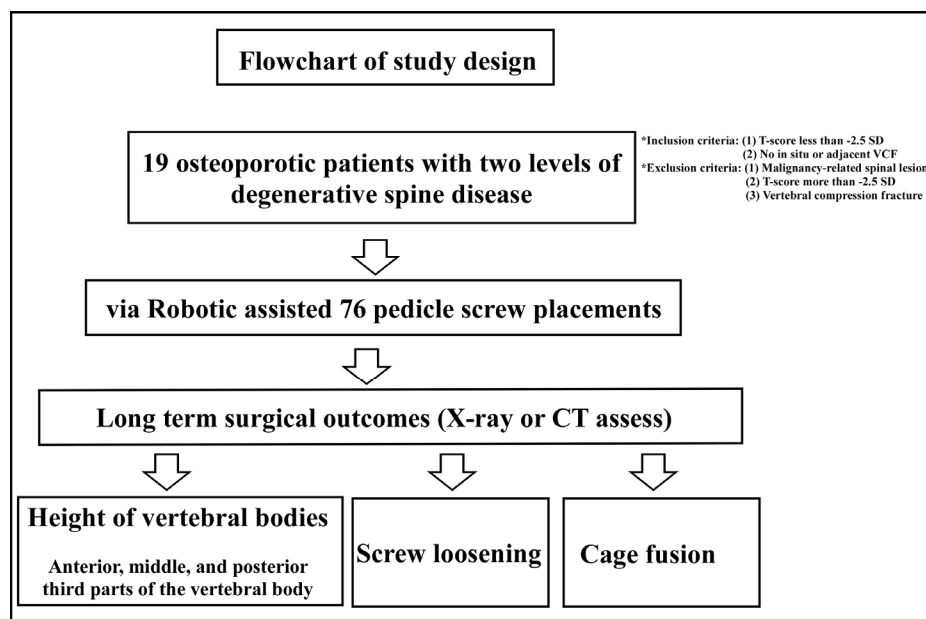 Flowchart of study design
19 osteoporotic patients with two levels of
degenerative spine disease
*Inclusion criteria: (1) T-score less than -2.5 SD
(2) No in situ or adjacent VCF
*Exclusion criteria: (1) Malignancy-related spinal lesion
(2) T-score more than -2.5 SD
(3) Vertebral compression fracture
via Robotic assisted 76 pedicle screw placements
Long term surgical outcomes (X-ray or CT assess)
Height of vertebral bodies
Anterior, middle, and posterior
third parts of the vertebral body
Screw loosening
Cage fusion